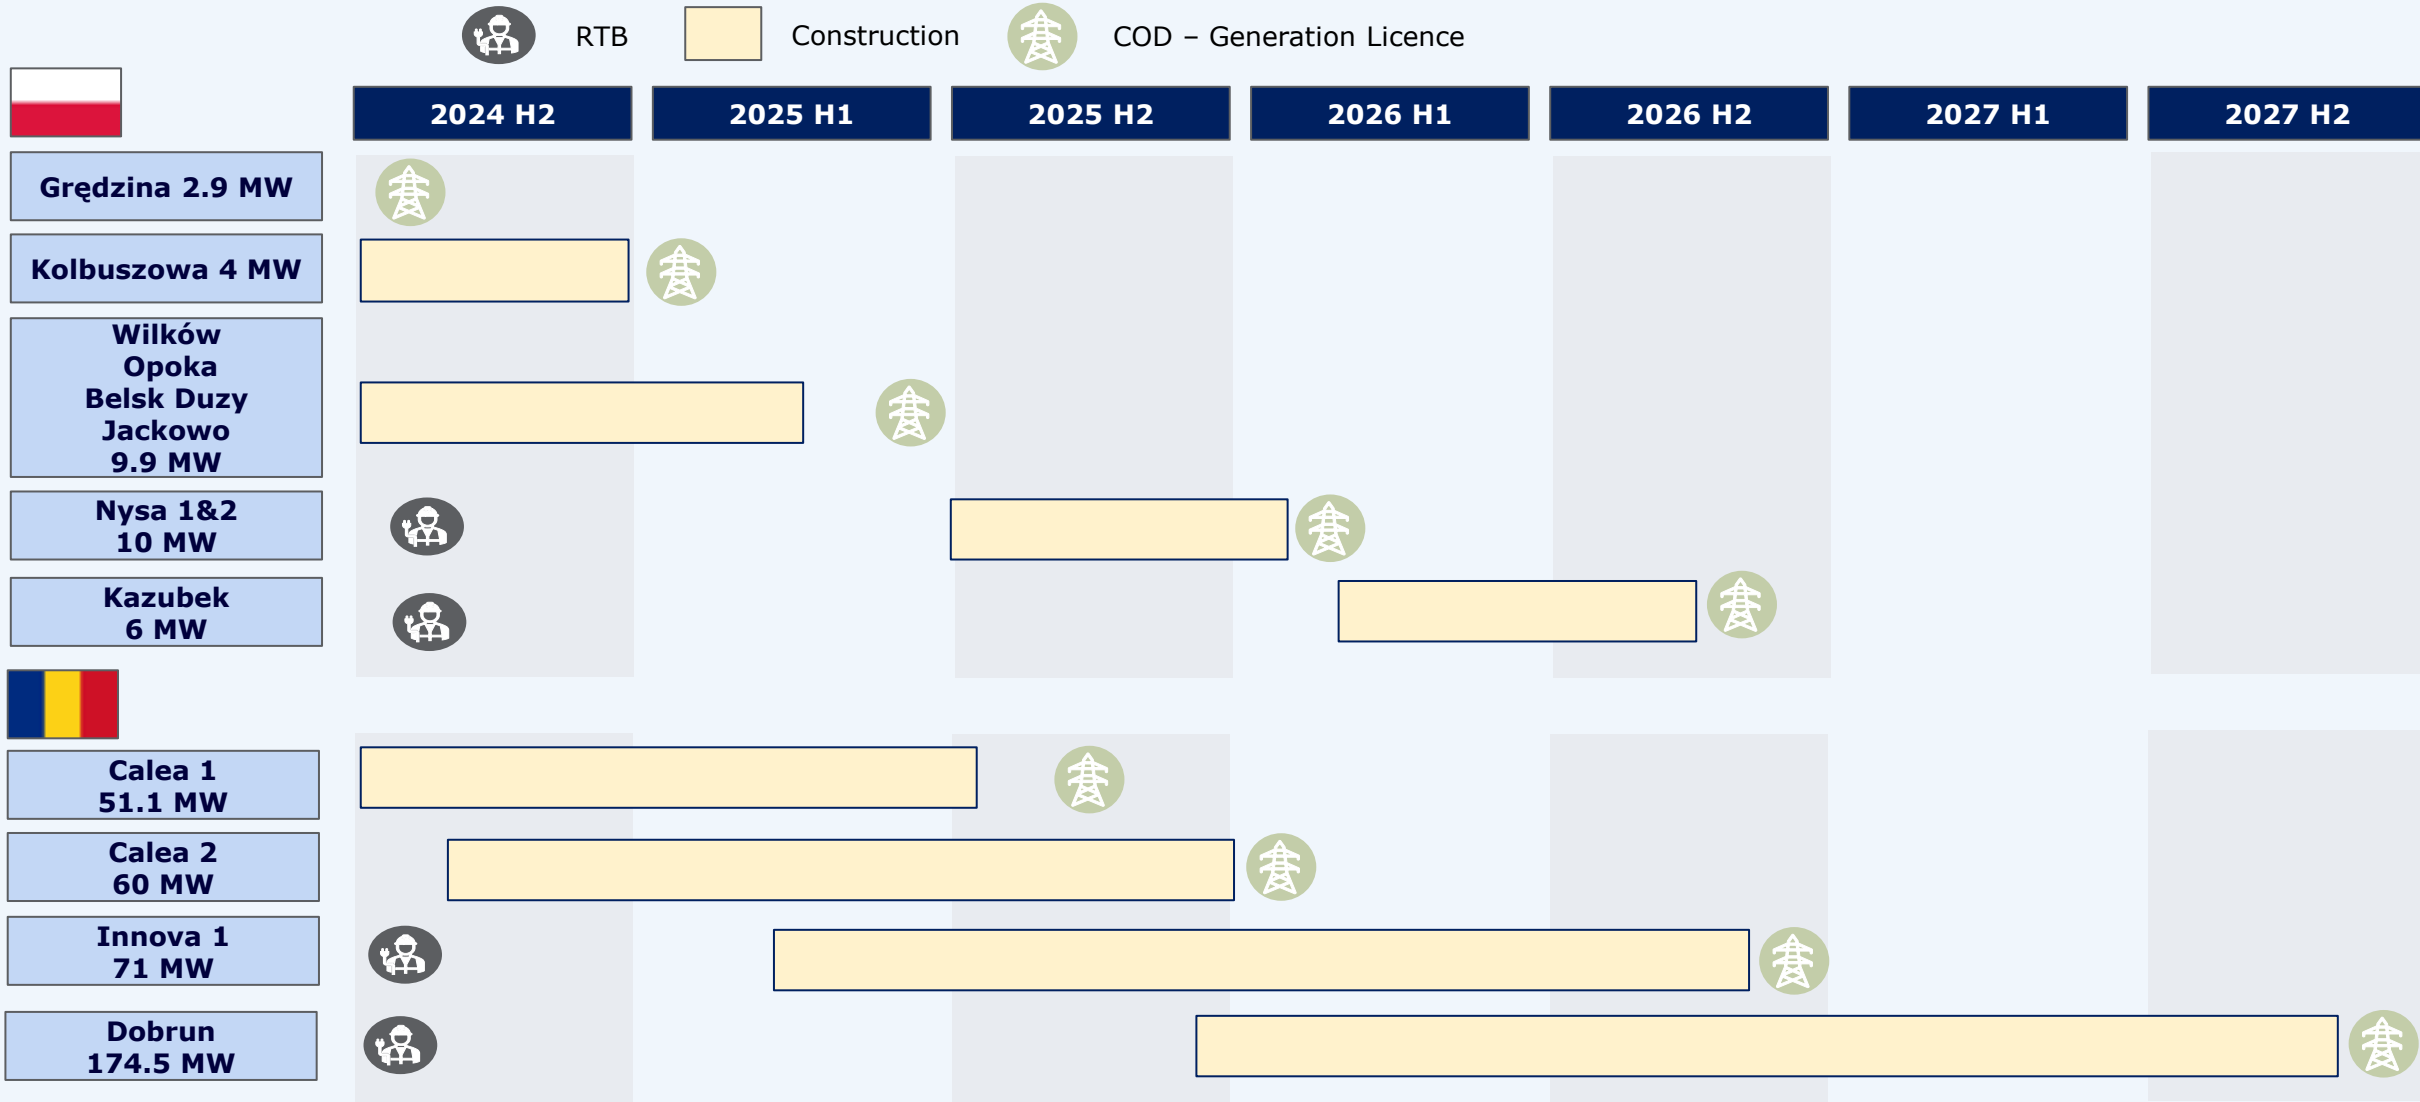 RTB
Construction
COD – Generation Licence
2024 H2
2025 H1
2025 H2
2026 H1
2026 H2
2027 H1
2027 H2
Grędzina 2.9 MW
Kolbuszowa 4 MW
Wilków
Opoka
Belsk Duzy
Jackowo
9.9 MW
Nysa 1&2
10 MW
Kazubek
6 MW
Calea 1
51.1 MW
Calea 2
60 MW
Innova 1
71 MW
Dobrun
174.5 MW